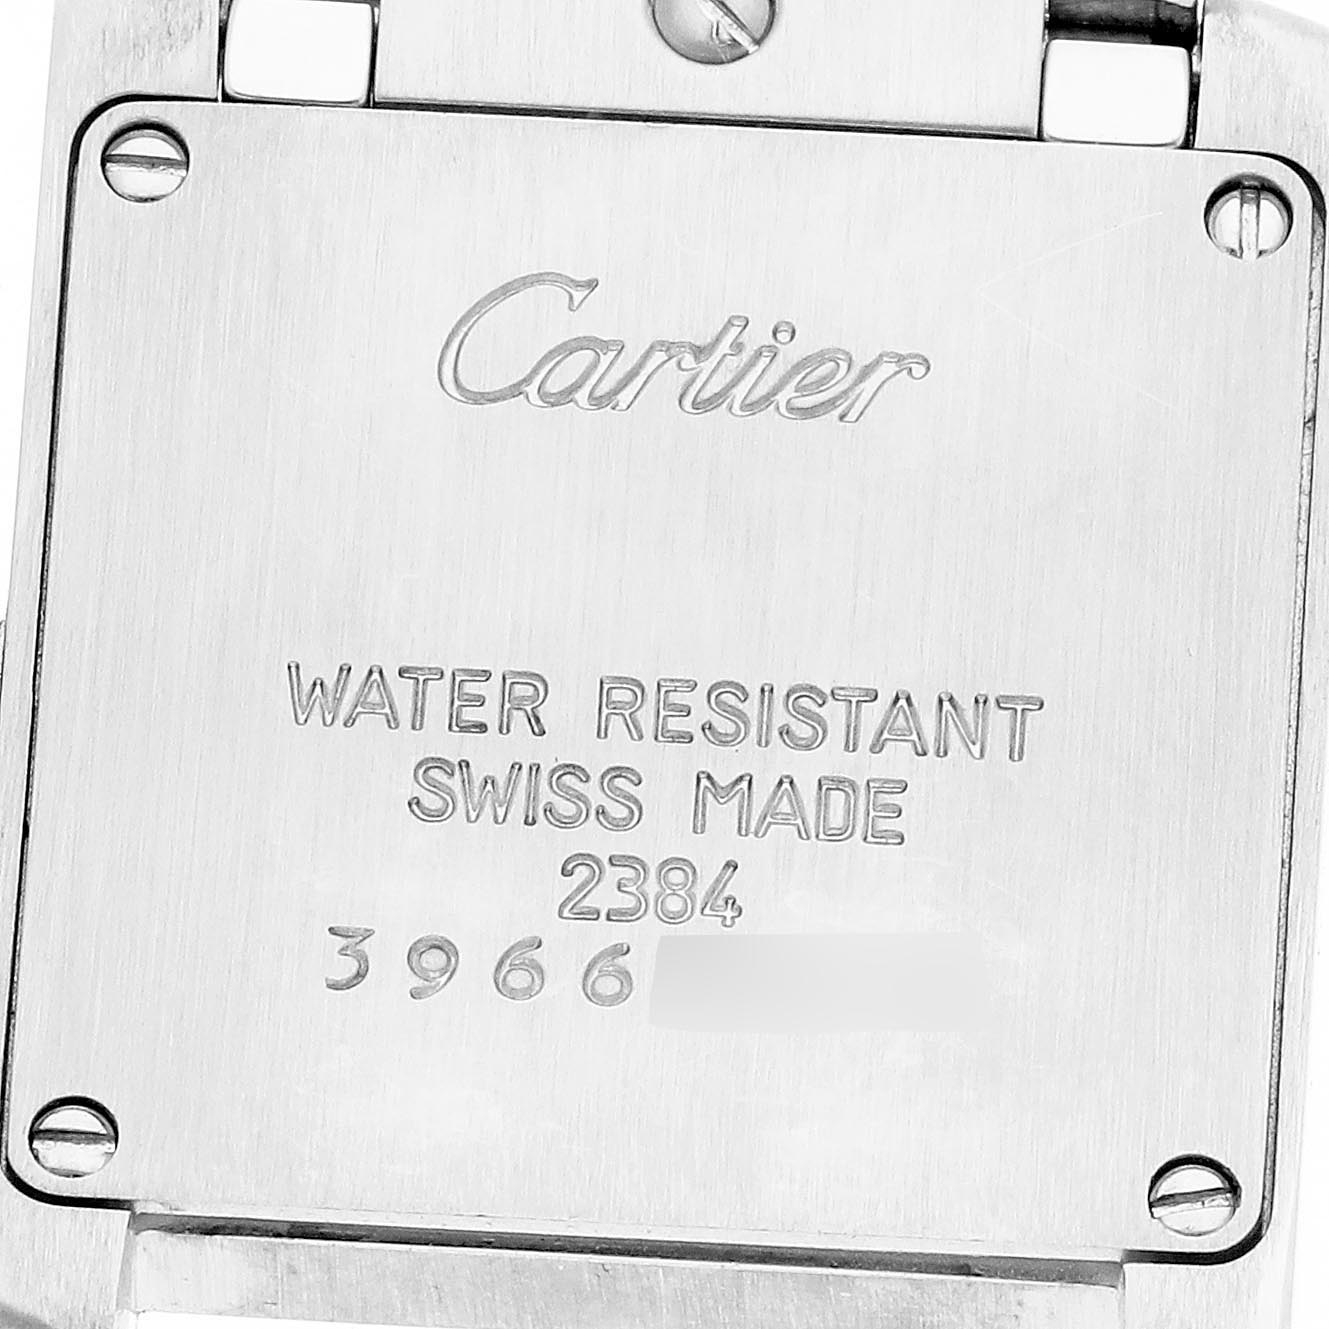 Cartier
WATER RESISTANT
SWISS MADE
2384
3966